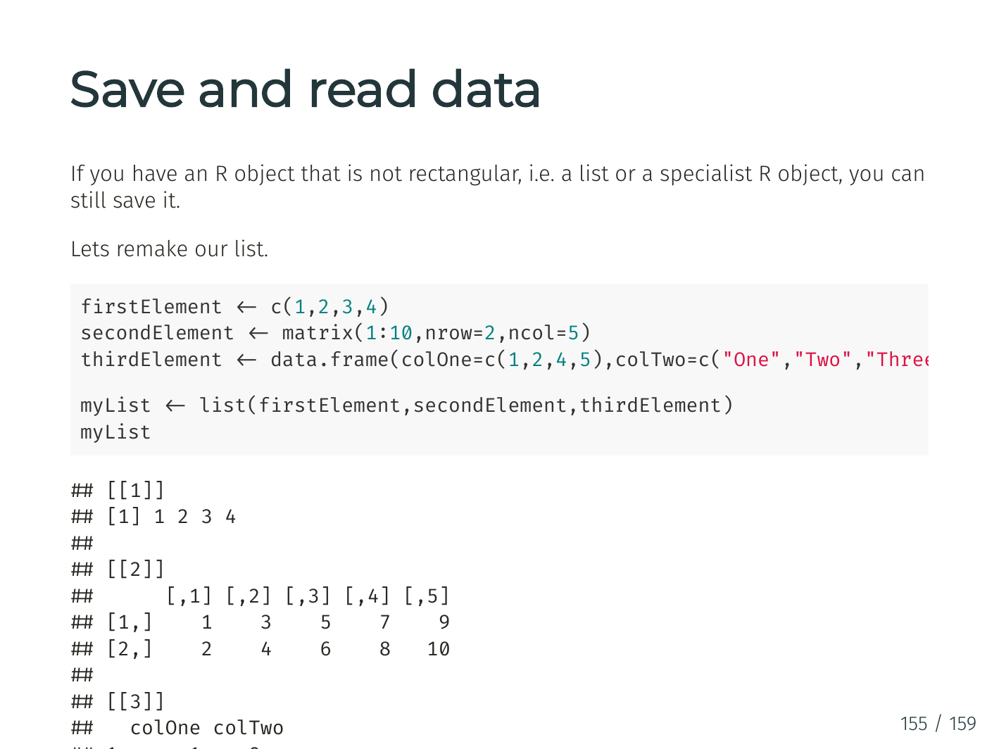 Save and read data
If you have an R object that is not rectangular, i.e. a list or a specialist R object, you can
still save it.
Lets remake our list.
firstElement <- c(1,2,3,4)
secondElement <- matrix(1:10,nrow=2,ncol=5)
thirdElement <- data.frame(colOne=c(1,2,4,5),colTwo=c("One","Two","Three
myList <- list(firstElement,secondElement,thirdElement)
myList
## [[1]]
## [1] 1 2 3 4
##
## [[2]]
##      [,1] [,2] [,3] [,4] [,5]
## [1,]    1    3    5    7    9
## [2,]    2    4    6    8   10
##
## [[3]]
##   colOne colTwo
155 / 159